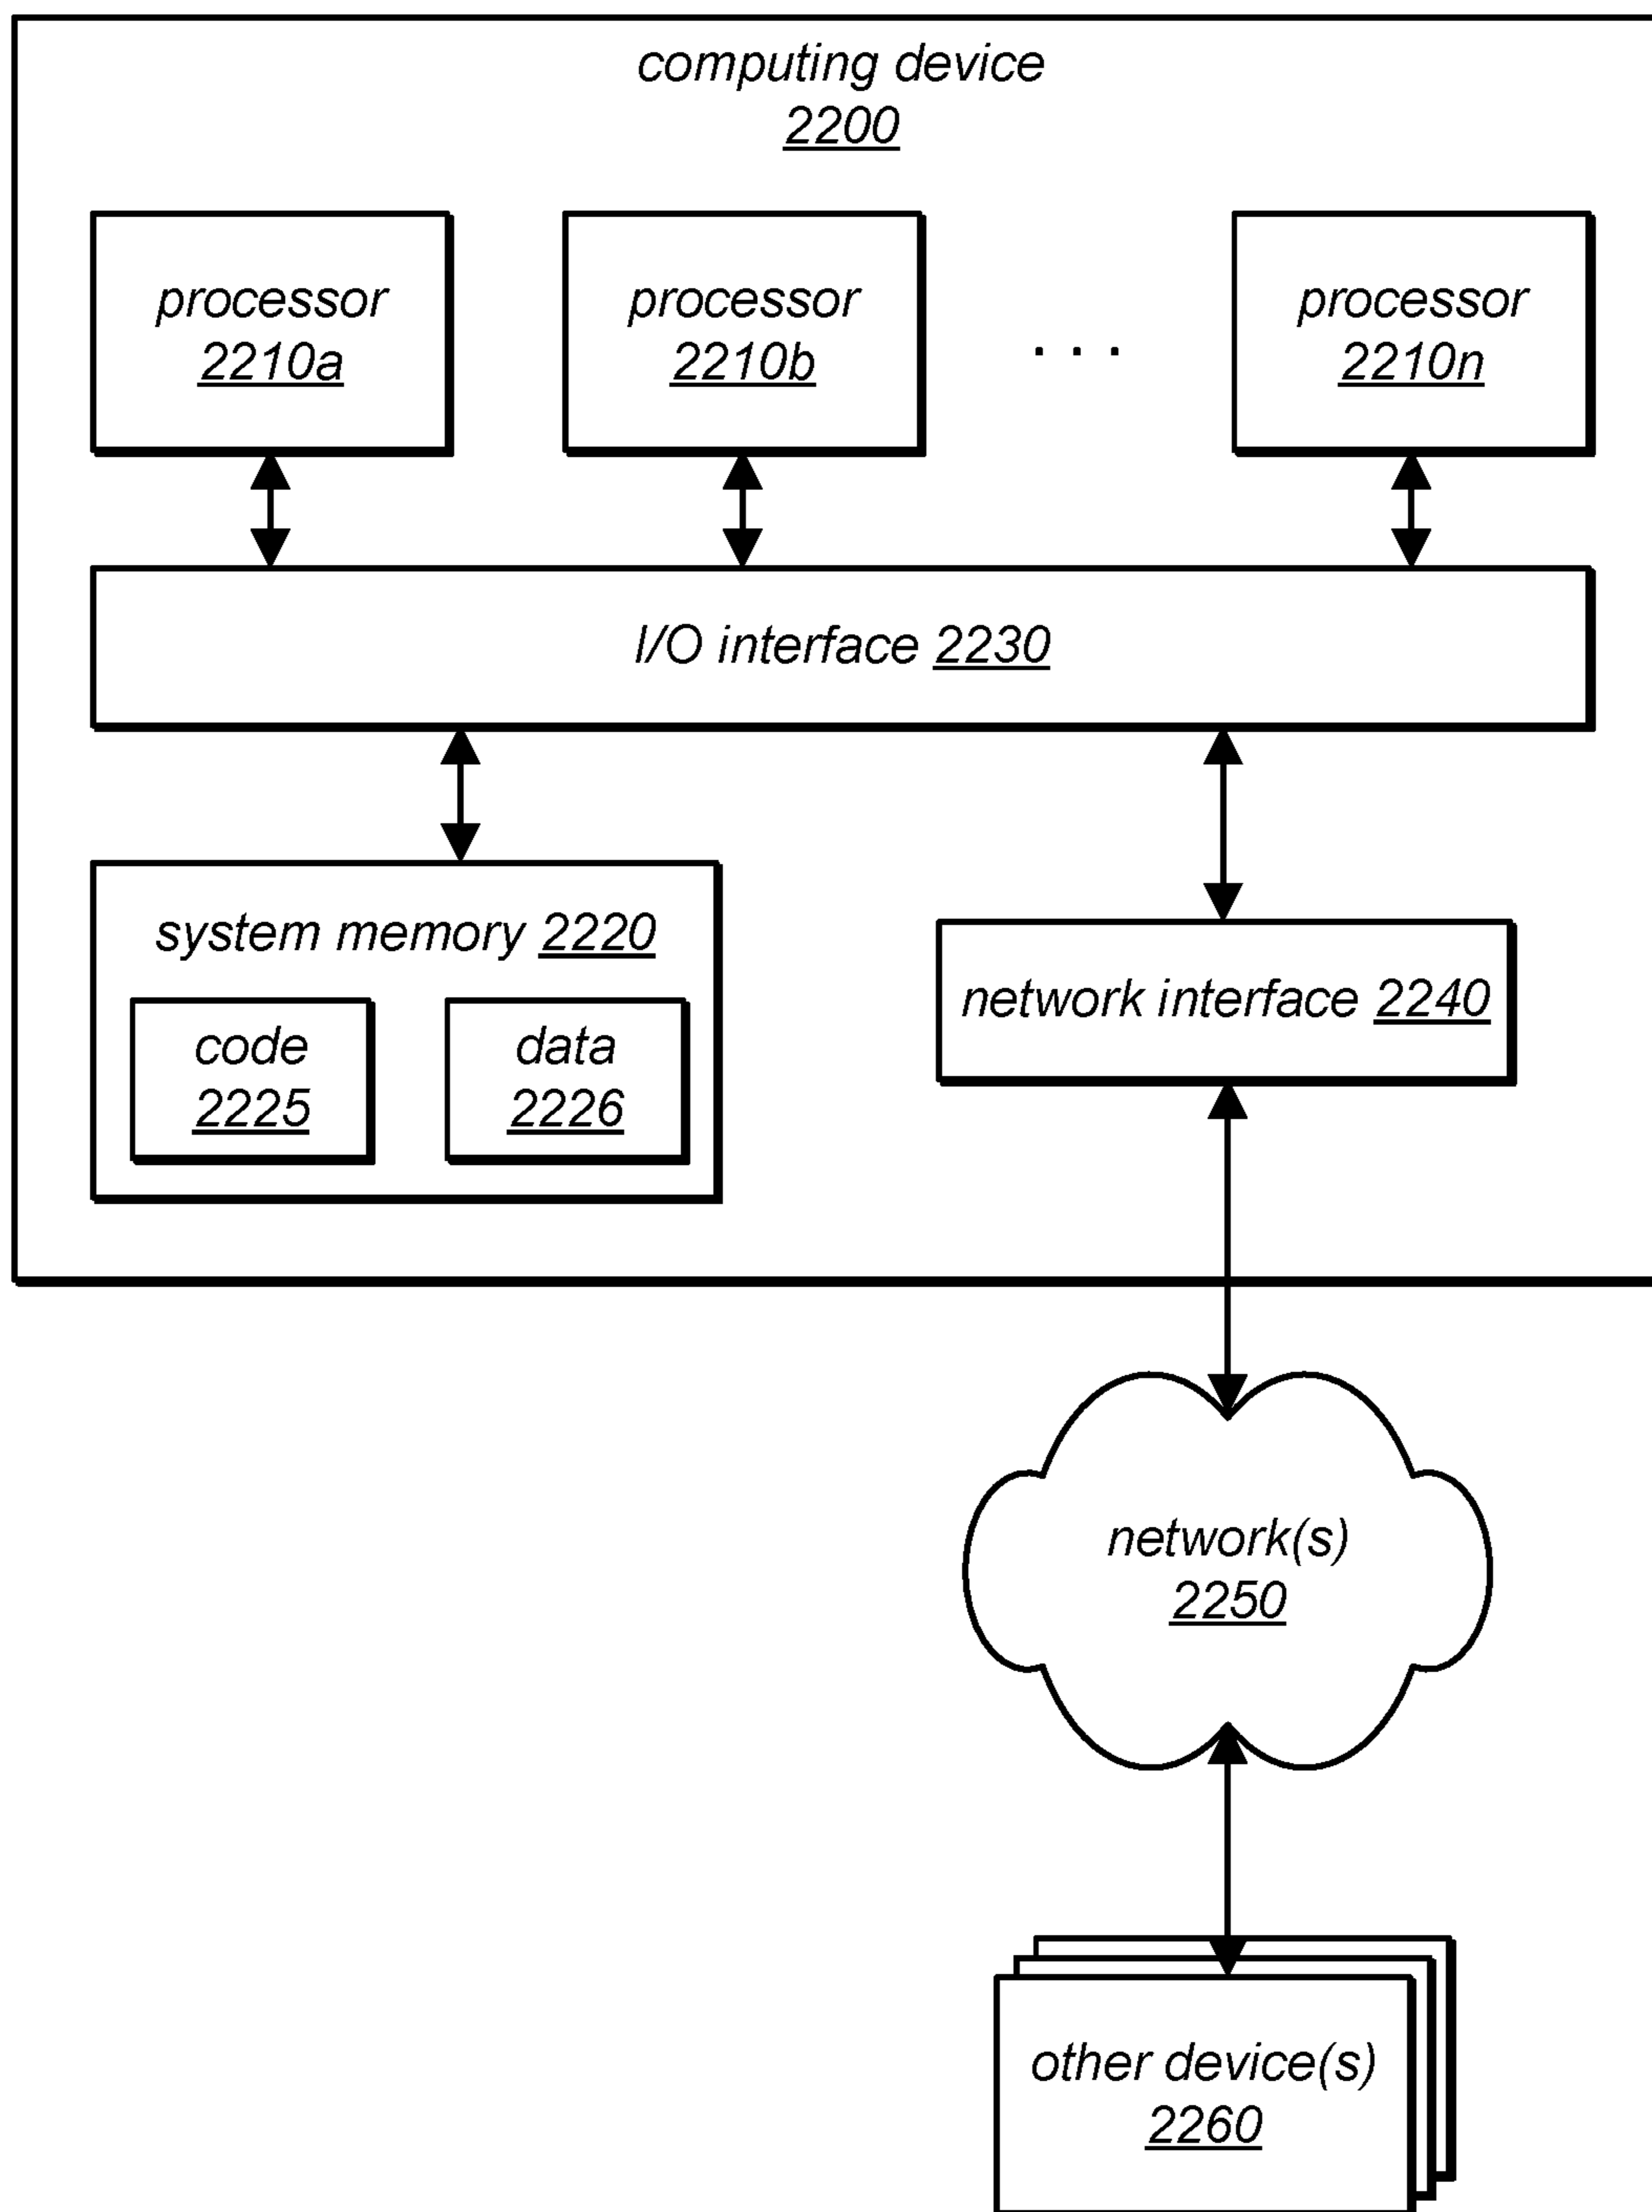 computing device
2200
processor
2210a
processor
2210b
. . .
processor
2210n
I/O interface 2230
system memory 2220
code
2225
data
2226
network interface 2240
network(s)
2250
other device(s)
2260